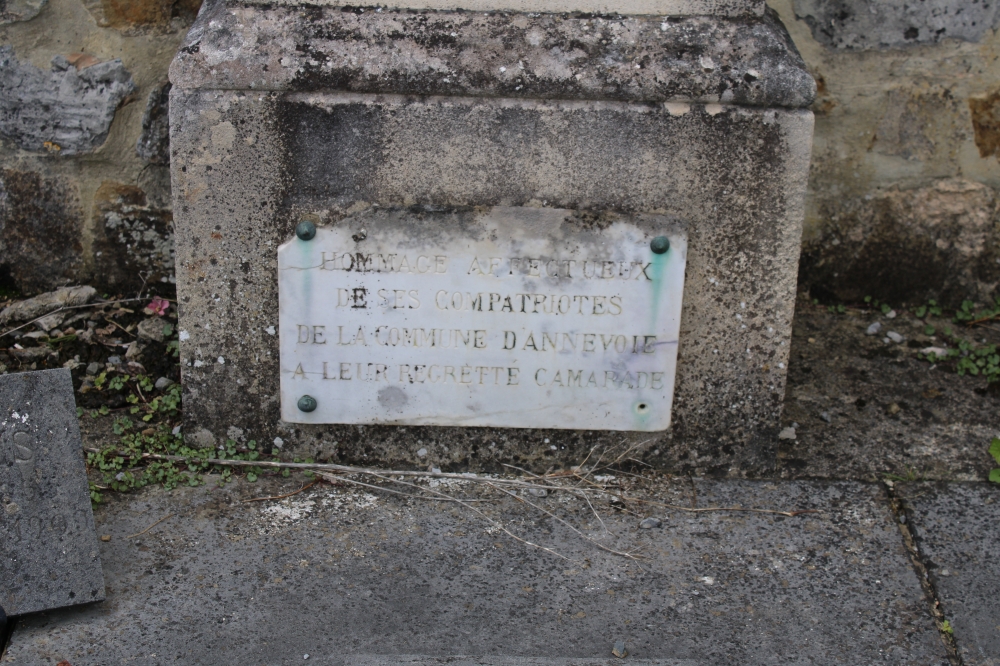 HOMMAGE AFFECTUEUX
DE SES COMPATRIOTES
DE LA COMMUNE D'ANNEVOIE
A LEUR REGRETTÉ CAMARADE
S